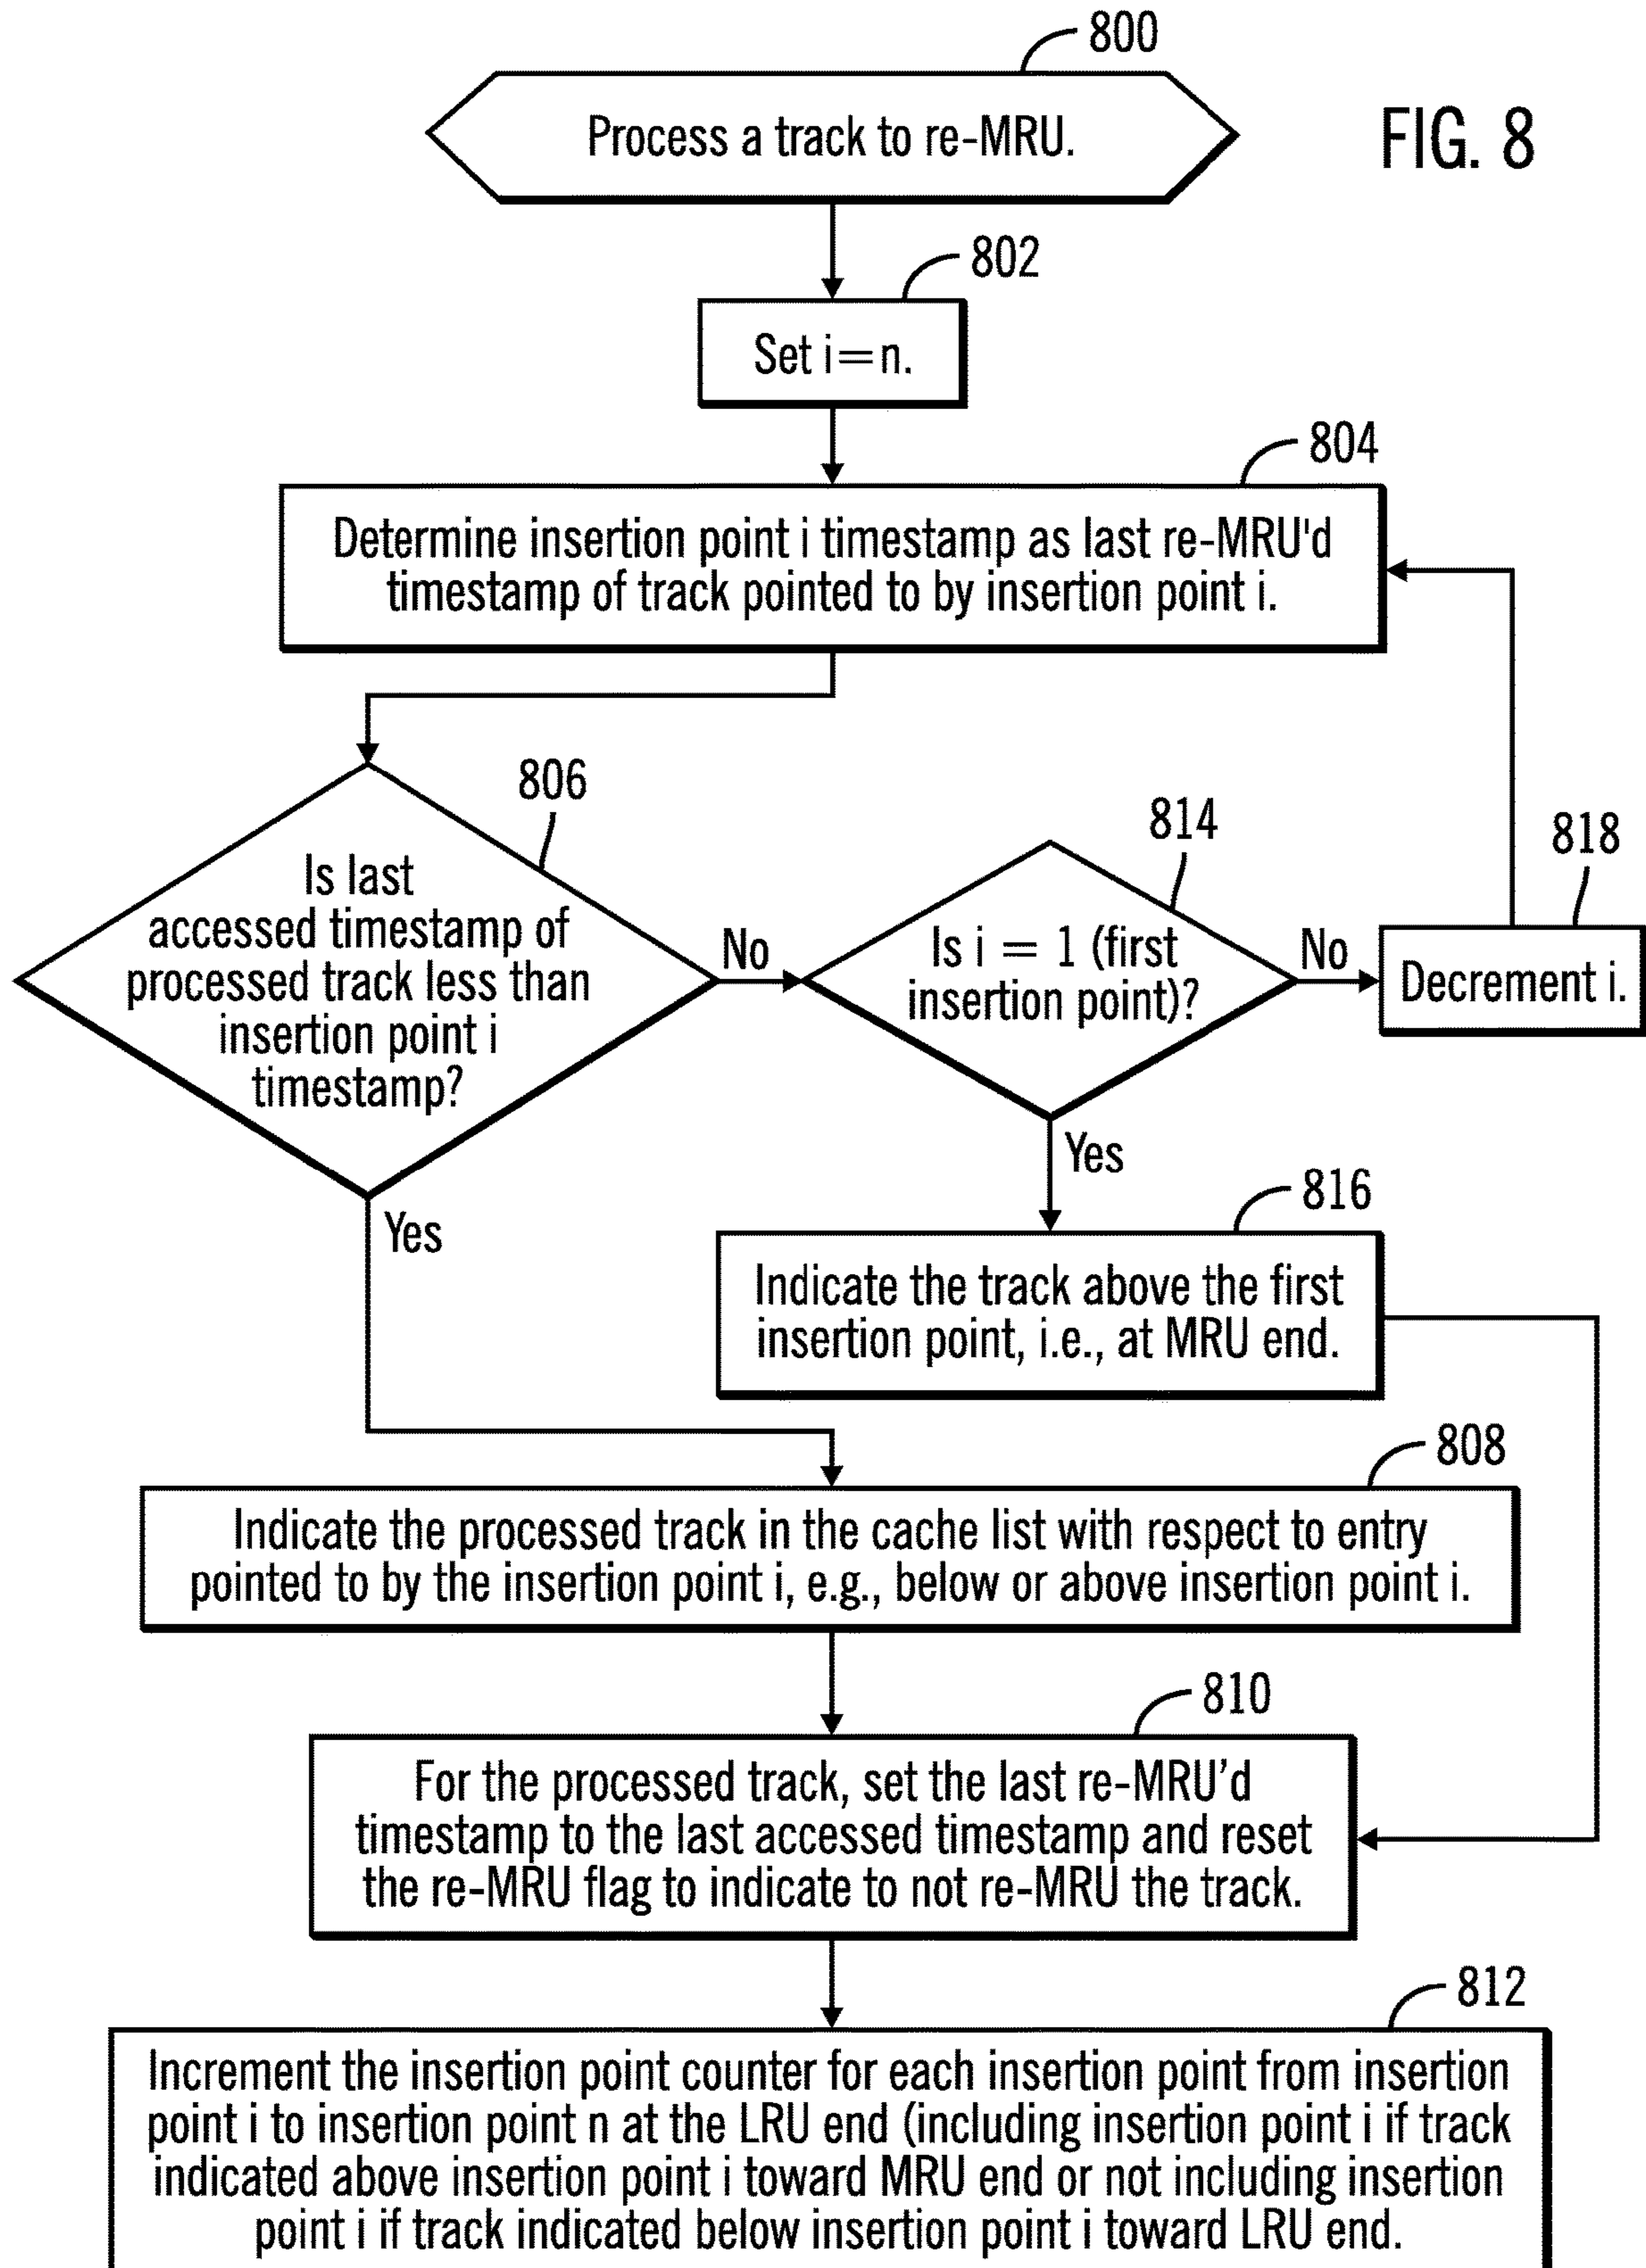 800
Process a track to re-MRU.
FIG. 8
802
Set i=n.
804
Determine insertion point i timestamp as last re-MRU'd
timestamp of track pointed to by insertion point i.
806
Is last
accessed timestamp of
processed track less than
insertion point i
timestamp?
No
814
Is i = 1 (first
insertion point)?
No
818
Decrement i.
Yes
Yes
816
Indicate the track above the first
insertion point, i.e., at MRU end.
808
Indicate the processed track in the cache list with respect to entry
pointed to by the insertion point i, e.g., below or above insertion point i.
810
For the processed track, set the last re-MRU’d
timestamp to the last accessed timestamp and reset
the re-MRU flag to indicate to not re-MRU the track.
812
Increment the insertion point counter for each insertion point from insertion
point i to insertion point n at the LRU end (including insertion point i if track
indicated above insertion point i toward MRU end or not including insertion
point i if track indicated below insertion point i toward LRU end.